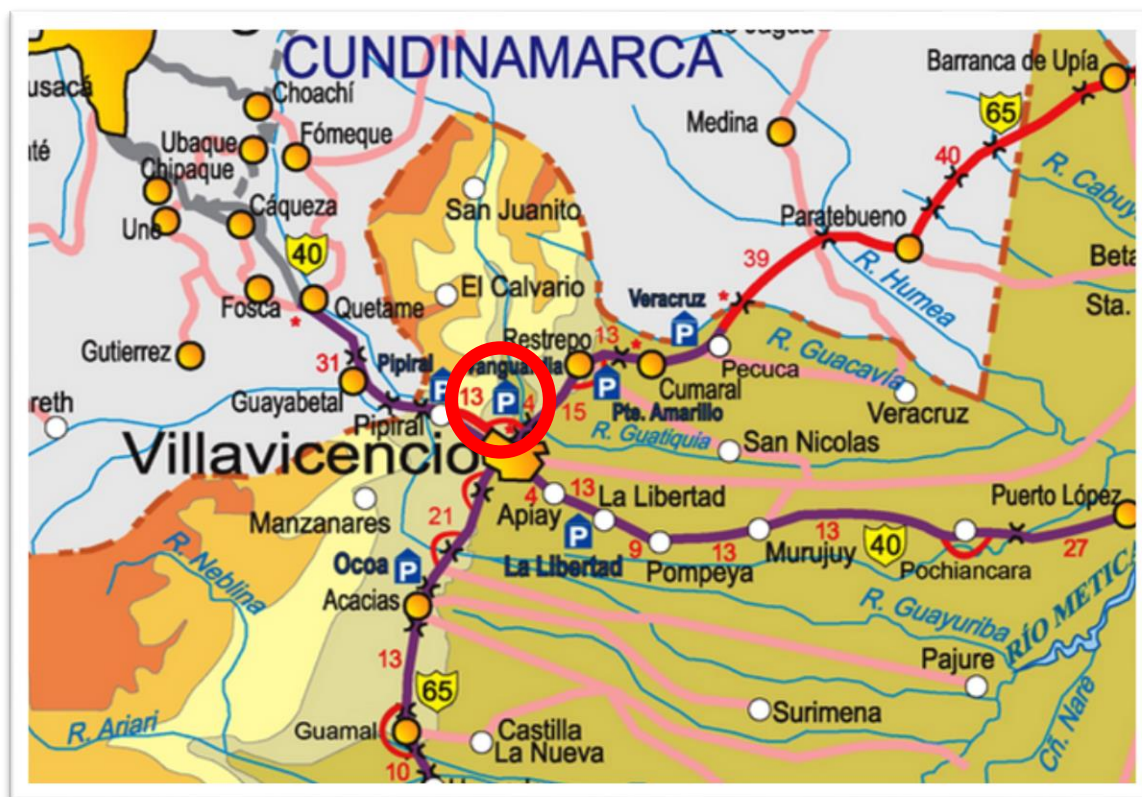 CUNDINAMARCA
Barranca de Upía
Choachí
65
Medina
Fómeque
Ubaque
Chipaque
40
R. Cabuy
San Juanito
Paratebueno
Cáqueza
Une
40
39
Beta
R. Humea
El Calvario
Veracruz
P
Sta.
Fosca
Quetame
Restrepo
13
R. Guacavía
Gutierrez
Pipiral
P
Vanguardia
Pecuca
31
13
P
4
15
P
Cumaral
Guayabetal
Pte. Amarillo
Veracruz
reth
Pipiral
R. Guatiquia
San Nicolas
Villavicencio
Manzanares
21
4
13
La Libertad
Puerto López
Apiay
P
9
13
Murujuy
13
40
27
R. Neblina
Ocoa
P
La Libertad
Pompeya
Pochiancara
Acacias
R. Guayuriba
RÍO METICA
13
Pajure
65
Surimena
Cñ. Nare
R. Ariari
Guamal
Castilla
La Nueva
10